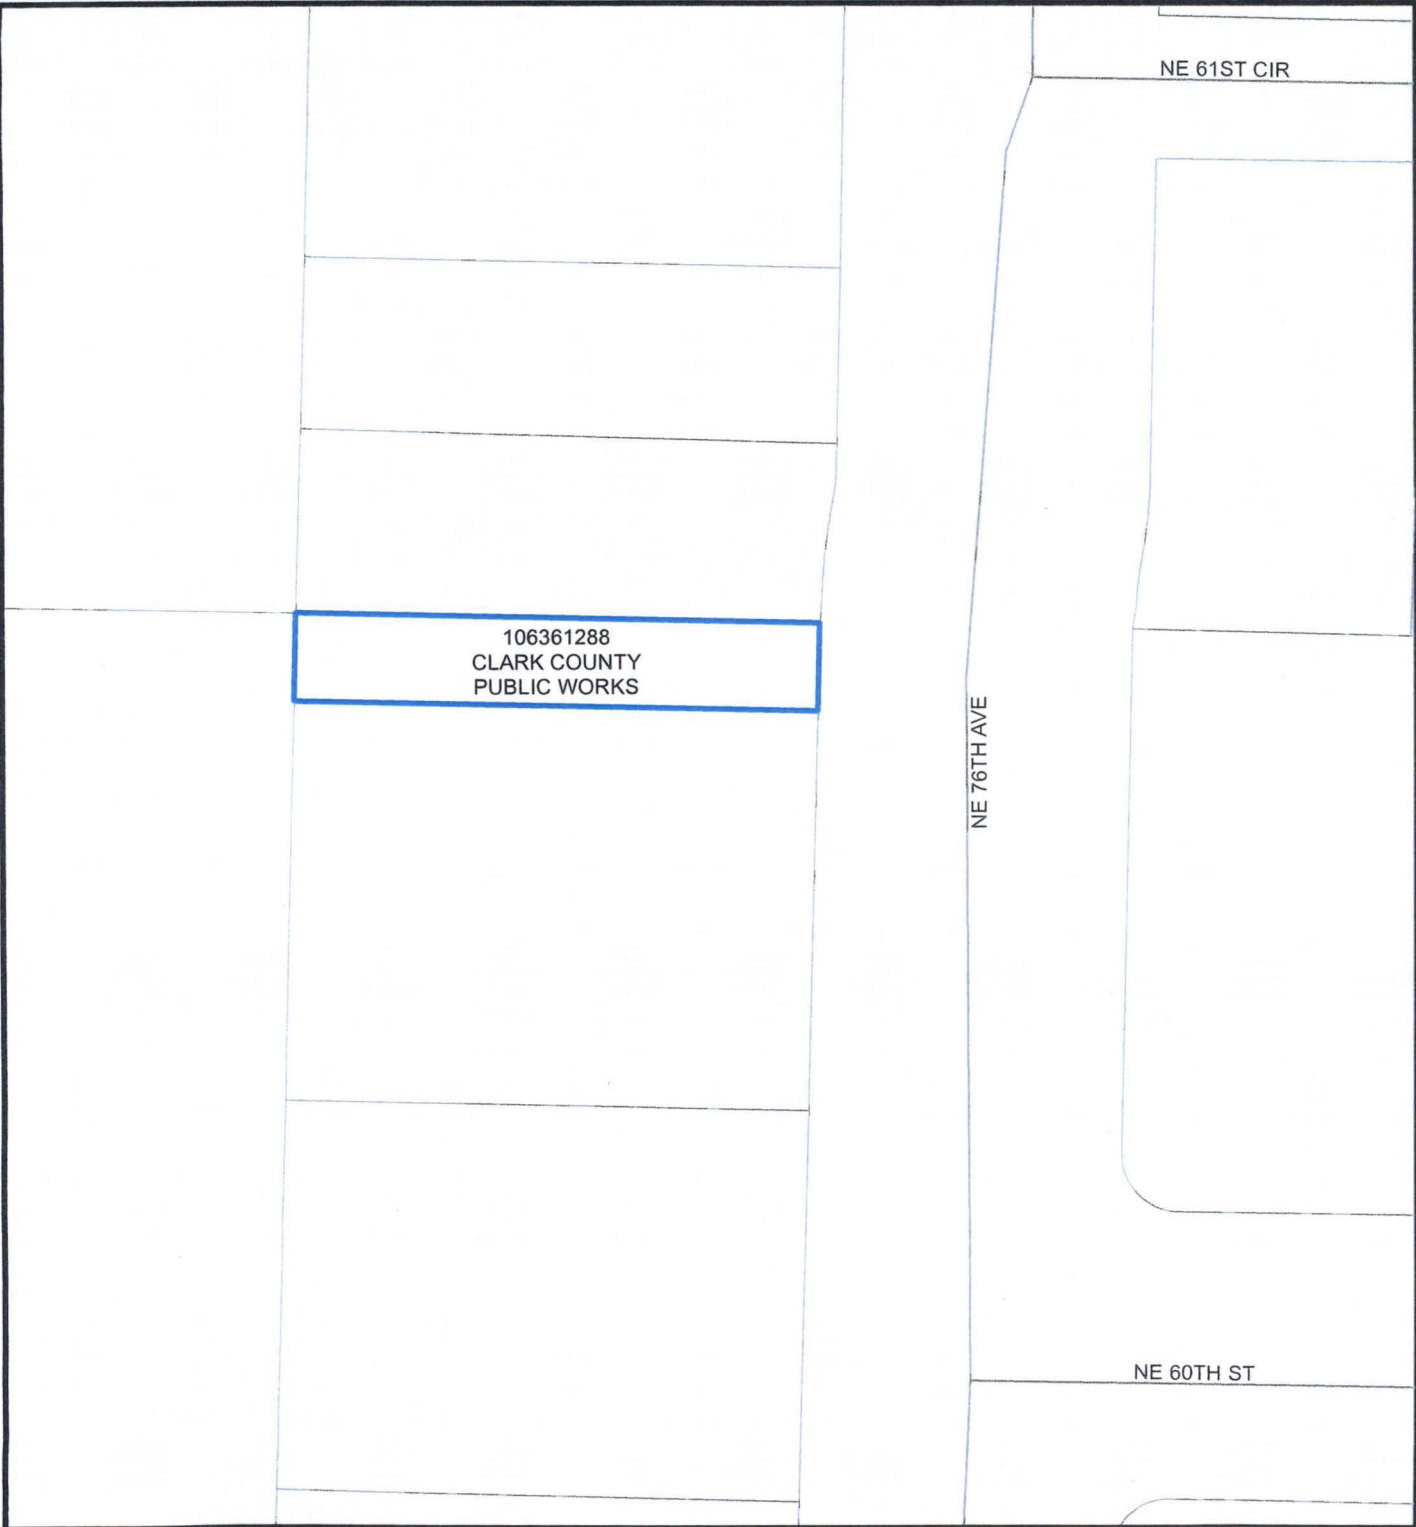 NE 61ST CIR
106361288
CLARK COUNTY
PUBLIC WORKS
NE 76TH AVE
NE 60TH ST